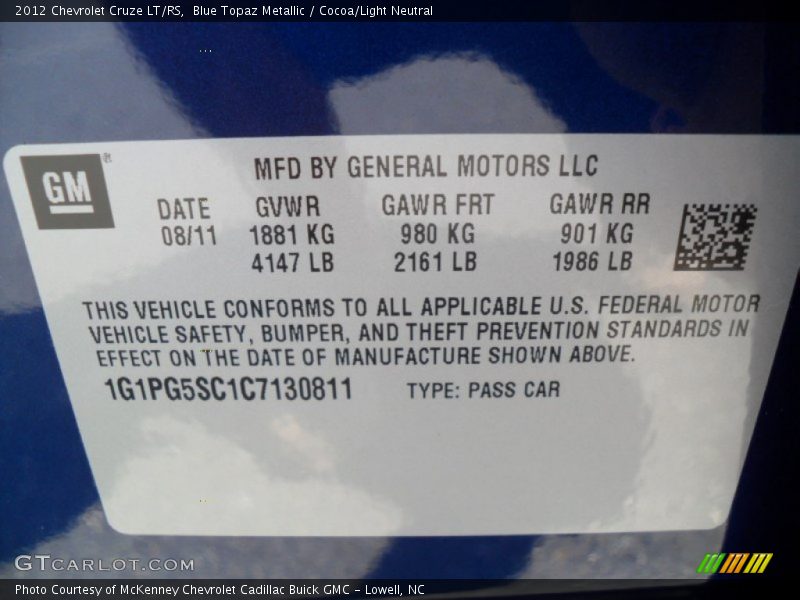 2012 Chevrolet Cruze LT/RS, Blue Topaz Metallic / Cocoa/Light Neutral
GM ®
MFD BY GENERAL MOTORS LLC
DATE GVWR GAWR FRT GAWR RR
08/11 1881 KG 980 KG 901 KG
4147 LB 2161 LB 1986 LB
THIS VEHICLE CONFORMS TO ALL APPLICABLE U.S. FEDERAL MOTOR
VEHICLE SAFETY, BUMPER, AND THEFT PREVENTION STANDARDS IN
EFFECT ON THE DATE OF MANUFACTURE SHOWN ABOVE.
1G1PG5SC1C7130811 TYPE: PASS CAR
GTCARLOT.COM
Photo Courtesy of McKenney Chevrolet Cadillac Buick GMC – Lowell, NC